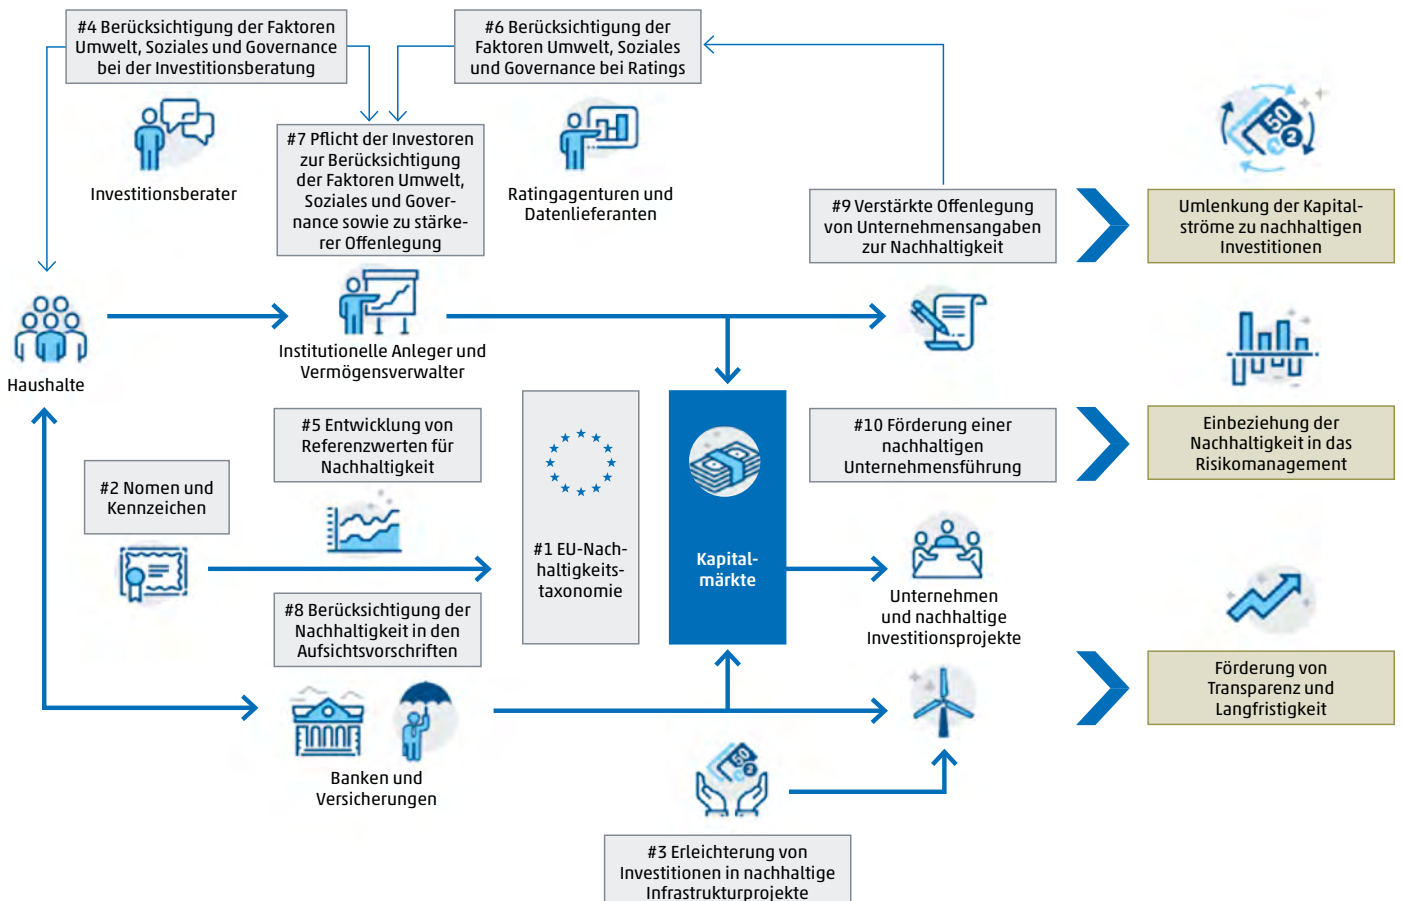 #4 Berücksichtigung der Faktoren
Umwelt, Soziales und Governance
bei der Investitionsberatung
#6 Berücksichtigung der
Faktoren Umwelt, Soziales
und Governance bei Ratings
Investitionsberater
#7 Pflicht der Investoren
zur Berücksichtigung
der Faktoren Umwelt,
Soziales und Gover-
nance sowie zu stärke-
rer Offenlegung
Ratingagenturen und
Datenlieferanten
#9 Verstärkte Offenlegung
von Unternehmensangaben
zur Nachhaltigkeit
50
2
Umlenkung der Kapital-
ströme zu nachhaltigen
Investitionen
Haushalte
Institutionelle Anleger und
Vermögensverwalter
#5 Entwicklung von
Referenzwerten für
Nachhaltigkeit
#10 Förderung einer
nachhaltigen
Unternehmensführung
Einbeziehung der
Nachhaltigkeit in das
Risikomanagement
#2 Nomen und
Kennzeichen
#1 EU-Nach-
haltigkeits-
taxonomie
Kapital-
märkte
#8 Berücksichtigung der
Nachhaltigkeit in den
Aufsichtsvorschriften
Unternehmen
und nachhaltige
Investitionsprojekte
Förderung von
Transparenz und
Langfristigkeit
Banken und
Versicherungen
50
2
#3 Erleichterung von
Investitionen in nachhaltige
Infrastrukturprojekte